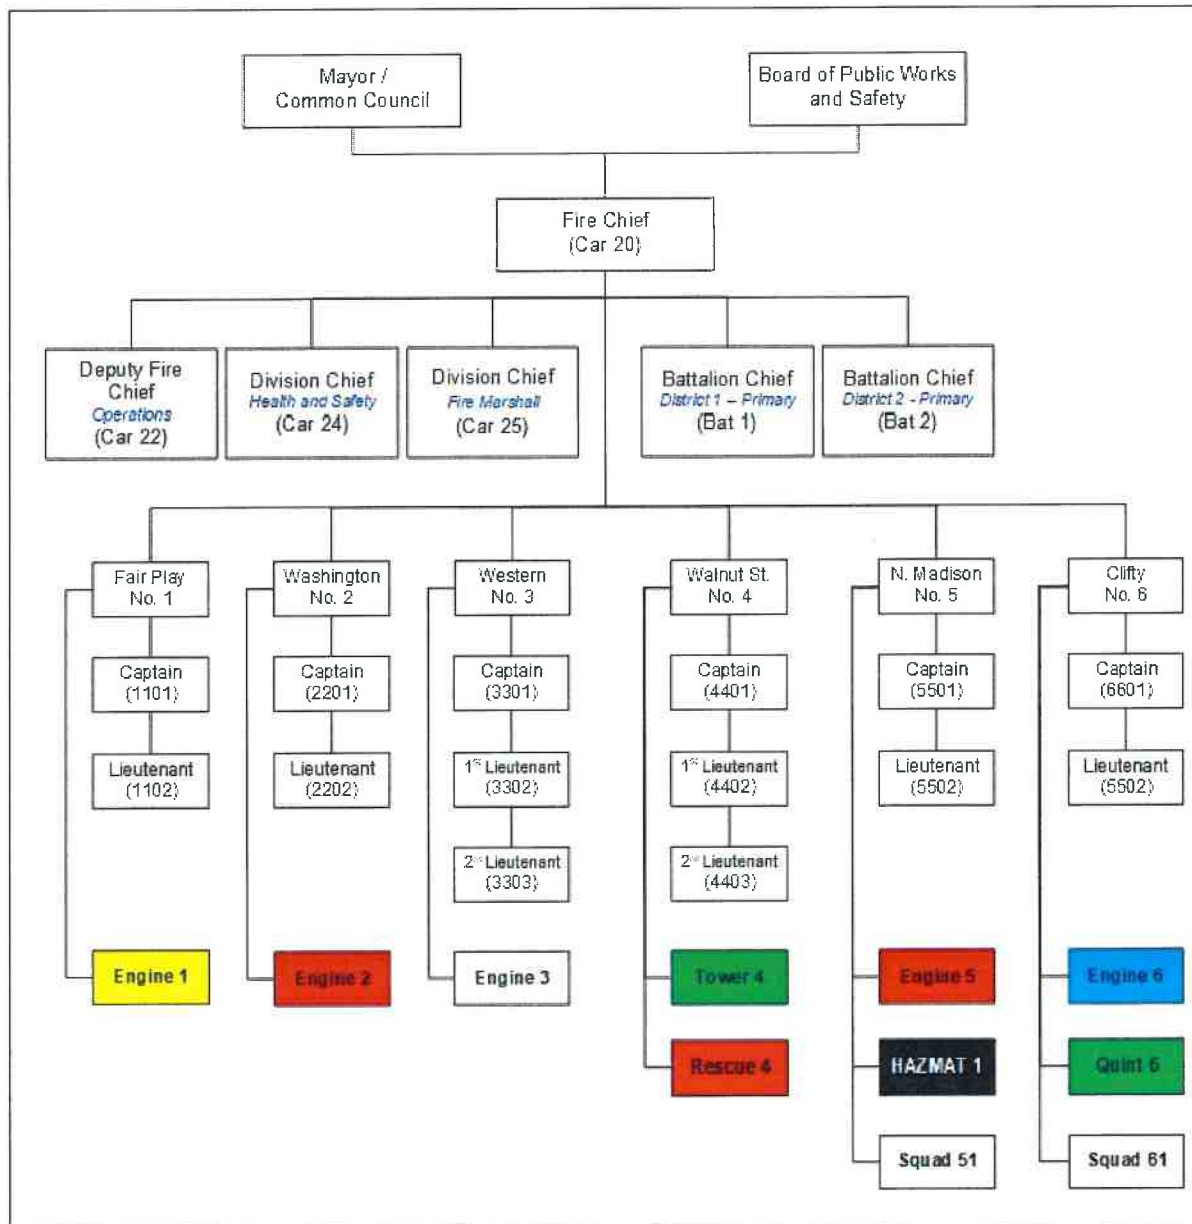 Mayor /
Common Council
Board of Public Works
and Safety
Fire Chief
(Car 20)
Deputy Fire
Chief
Operations
(Car 22)
Division Chief
Health and Safety
(Car 24)
Division Chief
Fire Marshall
(Car 25)
Battalion Chief
District 1 – Primary
(Bat 1)
Battalion Chief
District 2 - Primary
(Bat 2)
Fair Play
No. 1
Washington
No. 2
Western
No. 3
Walnut St.
No. 4
N. Madison
No. 5
Clifty
No. 6
Captain
(1101)
Captain
(2201)
Captain
(3301)
Captain
(4401)
Captain
(5501)
Captain
(6601)
Lieutenant
(1102)
Lieutenant
(2202)
1st Lieutenant
(3302)
1st Lieutenant
(4402)
Lieutenant
(5502)
Lieutenant
(5502)
2nd Lieutenant
(3303)
2nd Lieutenant
(4403)
Engine 1
Engine 2
Engine 3
Tower 4
Engine 5
Engine 6
Rescue 4
HAZMAT 1
Quint 6
Squad 51
Squad 61